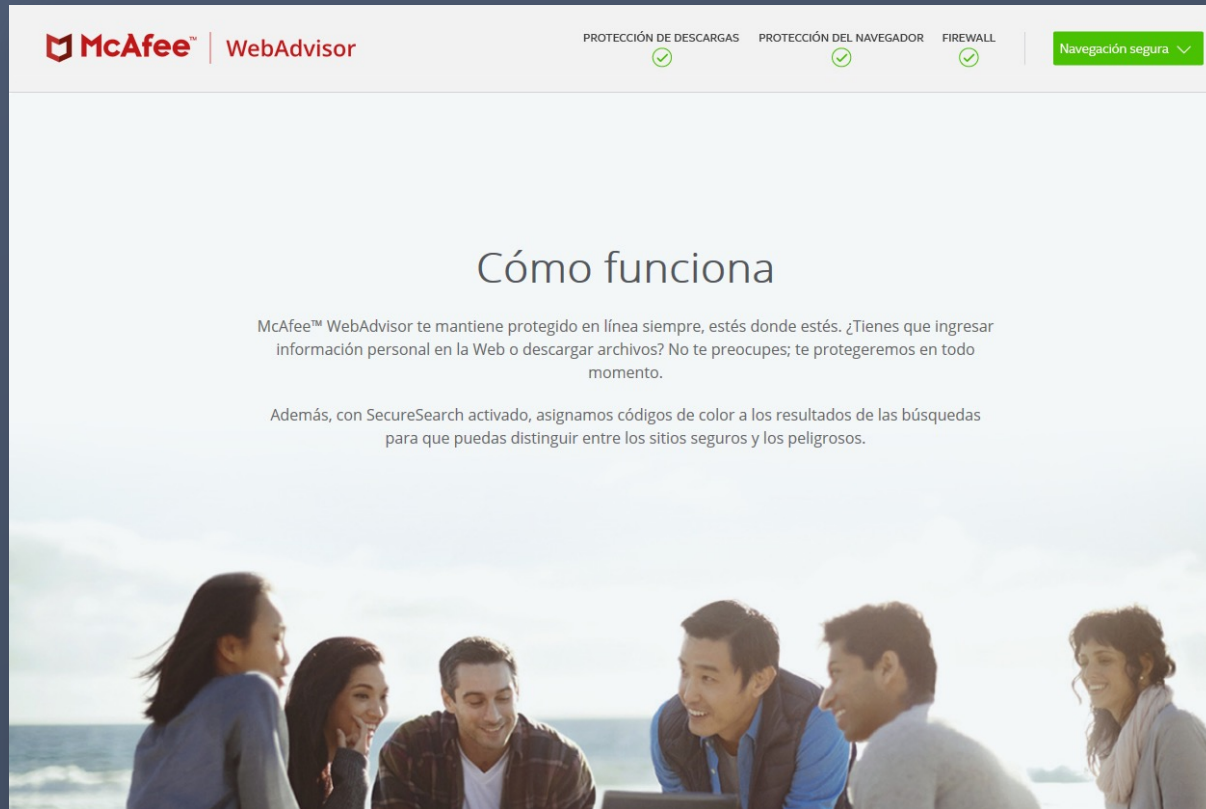 McAfee™ | WebAdvisor
PROTECCIÓN DE DESCARGAS
PROTECCIÓN DEL NAVEGADOR
FIREWALL
Navegación segura
Cómo funciona
McAfee™ WebAdvisor te mantiene protegido en línea siempre, estés donde estés. ¿Tienes que ingresar
información personal en la Web o descargar archivos? No te preocupes; te protegeremos en todo
momento.
Además, con SecureSearch activado, asignamos códigos de color a los resultados de las búsquedas
para que puedas distinguir entre los sitios seguros y los peligrosos.